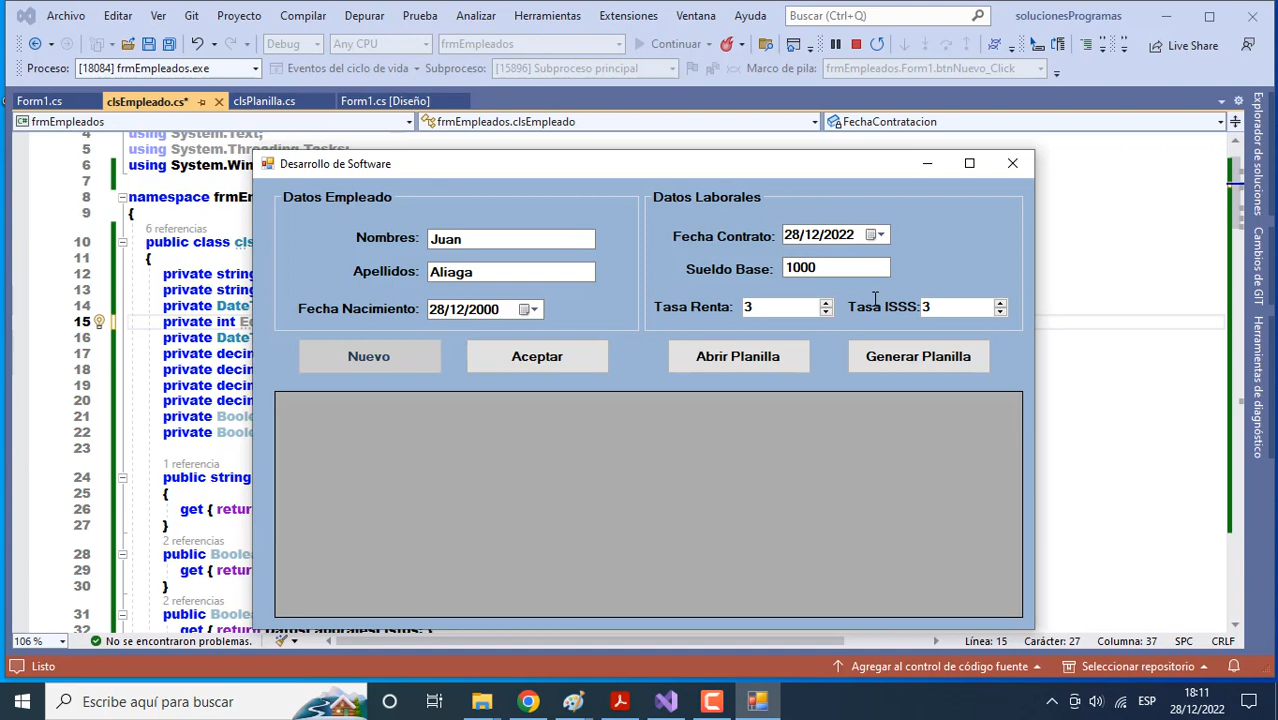 Archivo Editar Ver Git Proyecto Compilar Depurar Prueba Analizar Herramientas Extensiones Ventana Ayuda Buscar (Ctrl+Q) solucionesProgramas
Debug Any CPU frmEmpleados Continuar Live Share
Proceso: [18084] frmEmpleados.exe Eventos del ciclo de vida Subproceso: [15896] Subproceso principal Marco de pila: frmEmpleados.Form1.btnNuevo_Click
Form1.cs clsEmpleado.cs* clsPlanilla.cs Form1.cs [Diseño]
frmEmpleados frmEmpleados.clsEmpleado FechaContratacion
4 using System.Text;
5 using System.Threading.Tasks;
6 using System.Win
7
8 namespace frmE
9 {
6 referencias
10 public class cls
11 {
12 private string
13 private string
14 private Date
15 private int E
16 private Date
17 private decim
18 private decim
19 private decim
20 private decim
21 private Boole
22 private Boole
23
1 referencia
24 public string
25 {
26 get { retur
27 }
2 referencias
28 public Boole
29 get { retur
30 }
2 referencias
31 public Boole
32
Desarrollo de Software
Datos Empleado
Nombres: Juan
Apellidos: Aliaga
Fecha Nacimiento: 28/12/2000
Datos Laborales
Fecha Contrato: 28/12/2022
Sueldo Base: 1000
Tasa Renta: 3 Tasa ISSS: 3
Nuevo Aceptar Abrir Planilla Generar Planilla
Explorador de soluciones
Cambios de GIT
Herramientas de diagnóstico
106 % No se encontraron problemas. Línea: 15 Carácter: 27 Columna: 37 SPC CRLF
Listo Agregar al control de código fuente Seleccionar repositorio
Escribe aquí para buscar ESP 18:11
28/12/2022